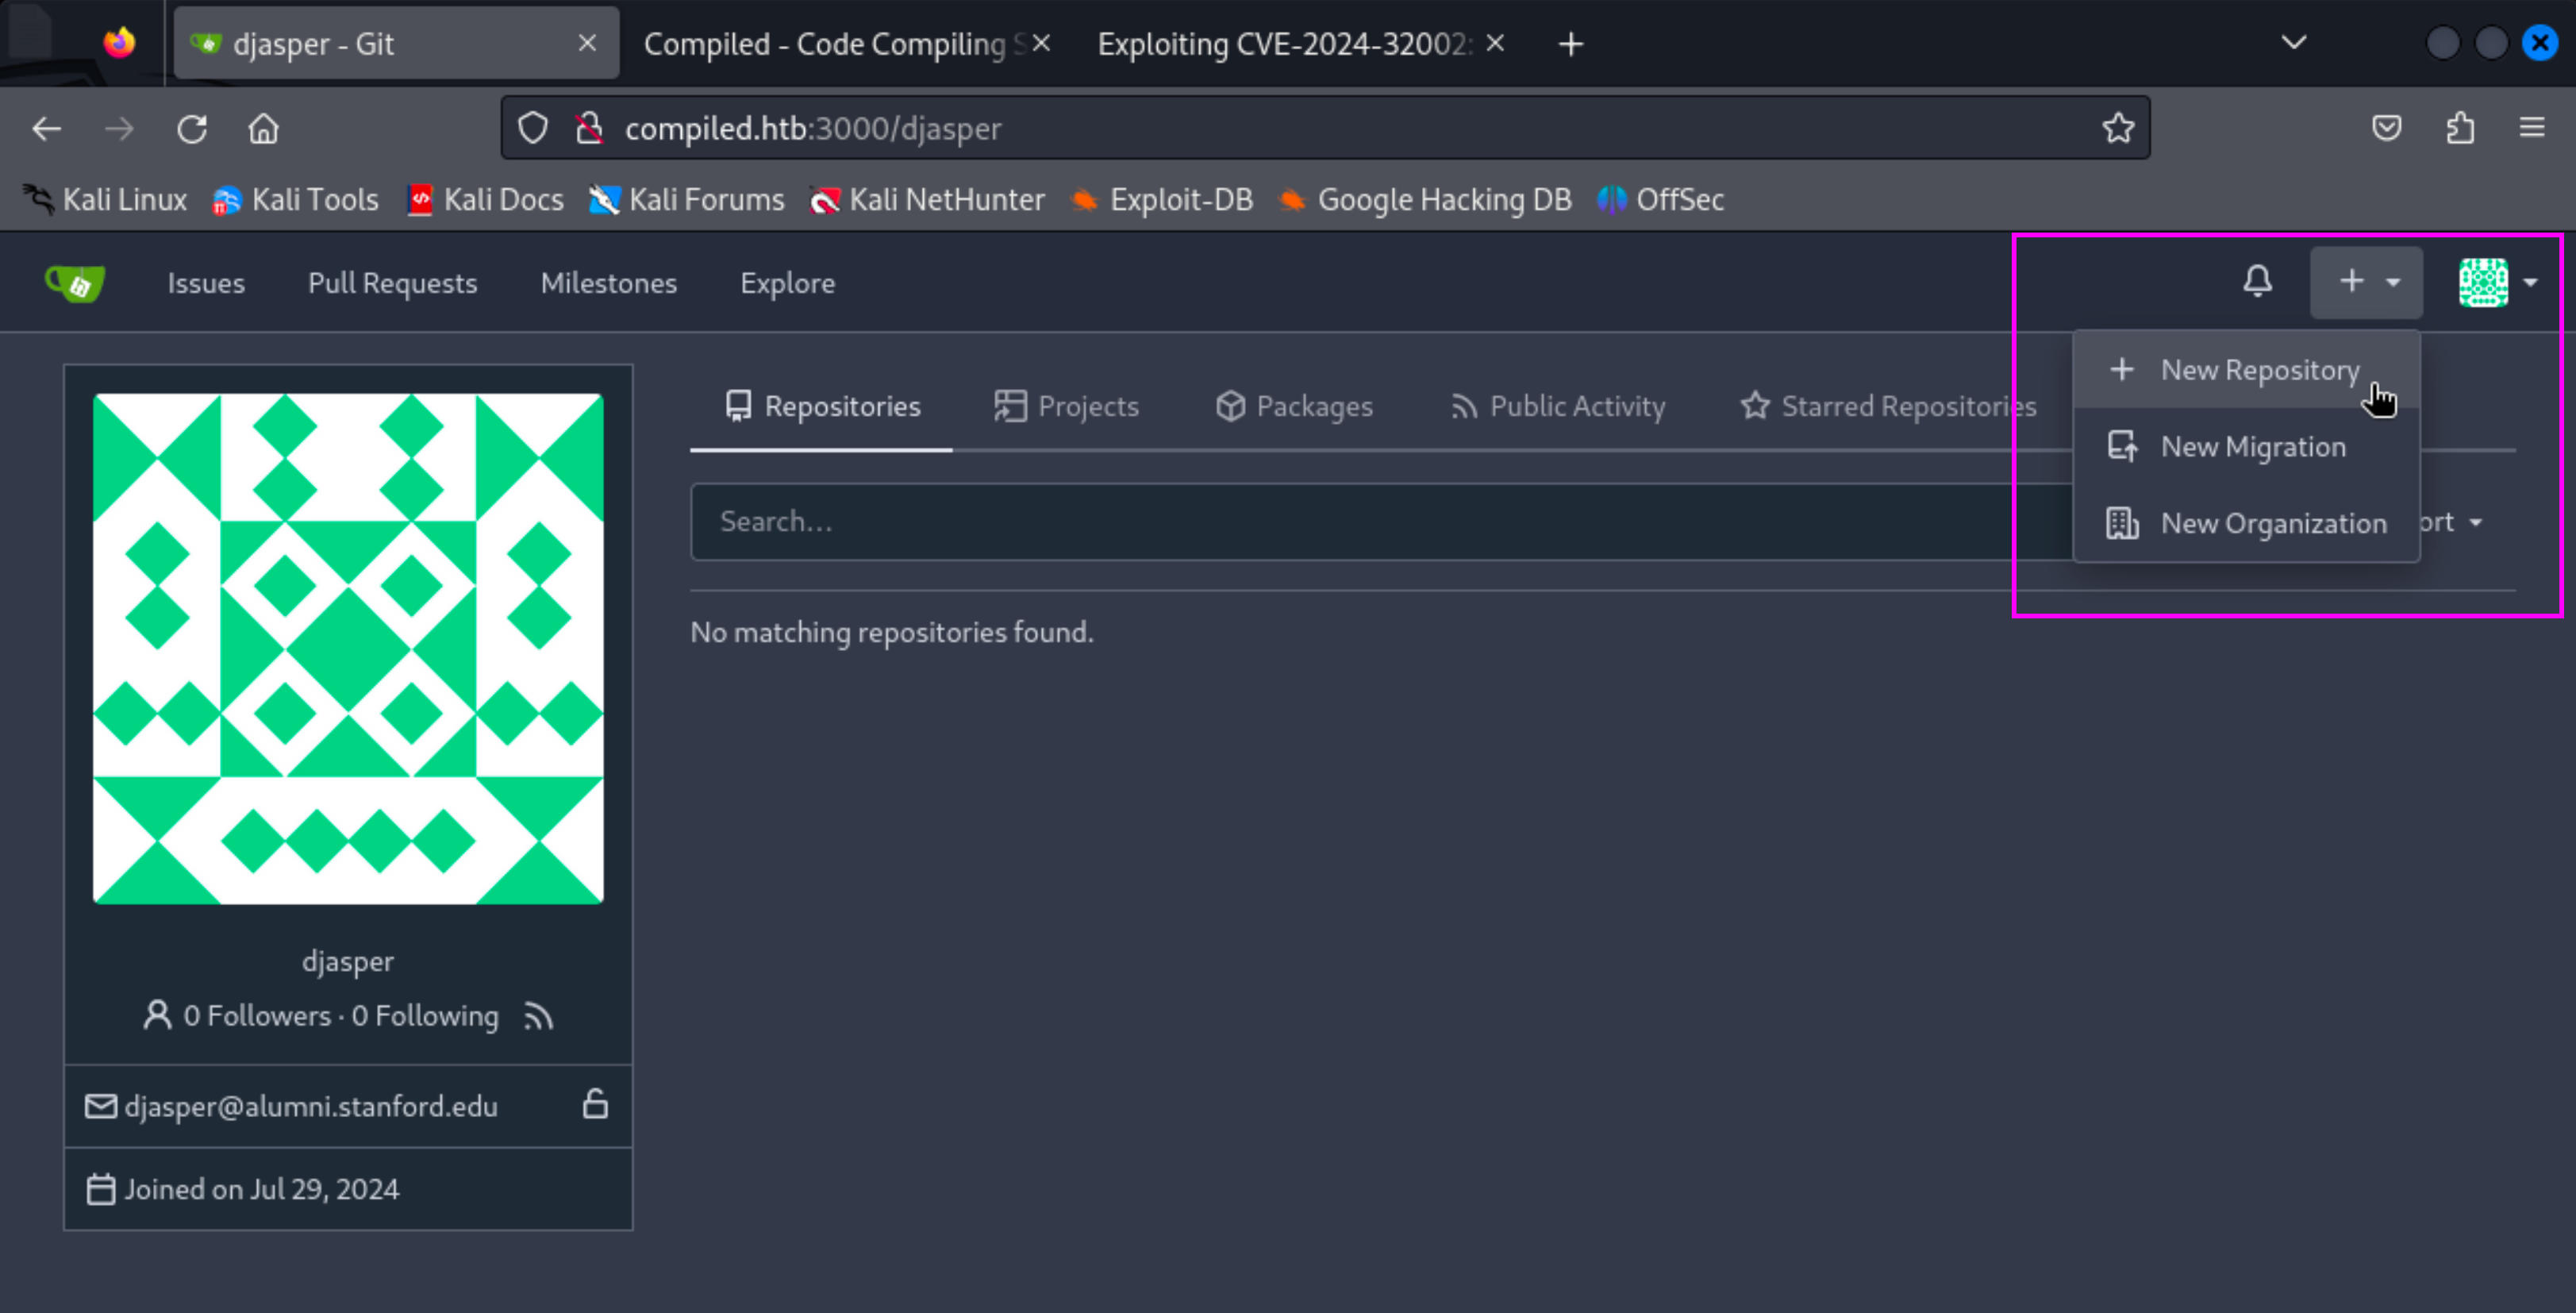 djasper - Git
Compiled - Code Compiling S
Exploiting CVE-2024-32002:
compiled.htb:3000/djasper
Kali Linux Kali Tools Kali Docs Kali Forums Kali NetHunter Exploit-DB Google Hacking DB OffSec
Issues Pull Requests Milestones Explore
New Repository
New Migration
New Organization
Repositories Projects Packages Public Activity Starred Repositories
Search... ort
No matching repositories found.
djasper
0 Followers · 0 Following
djasper@alumni.stanford.edu
Joined on Jul 29, 2024